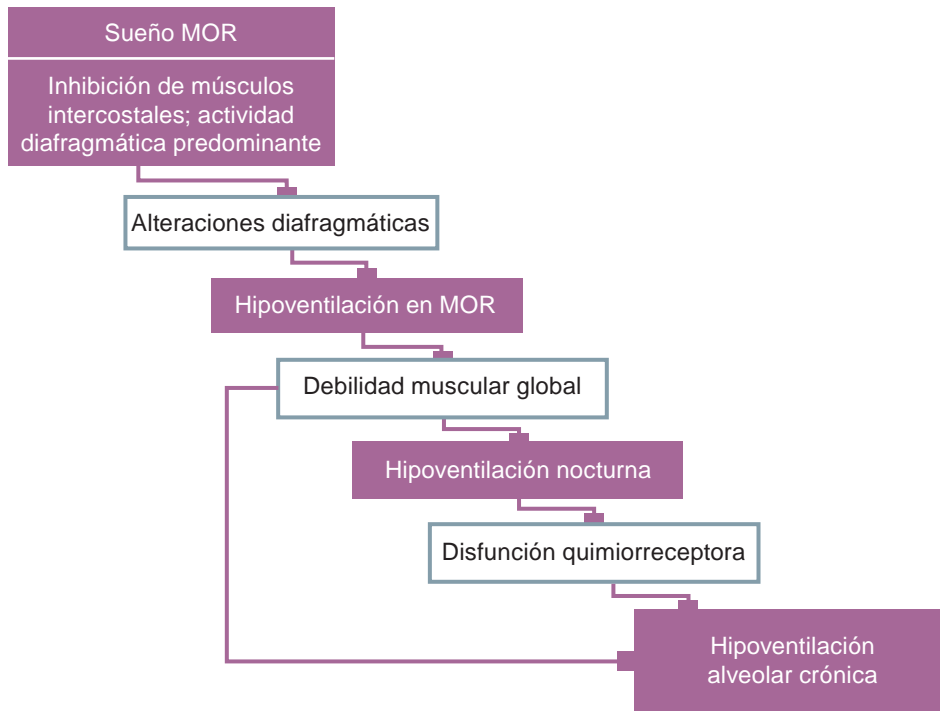 Sueño MOR
Inhibición de músculos
intercostales; actividad
diafragmática predominante
Alteraciones diafragmáticas
Hipoventilación en MOR
Debilidad muscular global
Hipoventilación nocturna
Disfunción quimiorreceptora
Hipoventilación
alveolar crónica